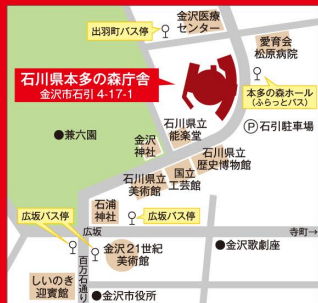 金沢医療
センター
出羽町バス停
愛育会
松原病院
石川県本多の森庁舎
金沢市石引 4-17-1
本多の森ホール
(ふらっとバス)
Ⓟ石引駐車場
石川県立
能楽堂
●兼六園
金沢
神社
石川県立
歴史博物館
国立
工芸館
石川県立
美術館
石浦
神社
広坂バス停
広坂バス停
広坂
寺町→
金沢21世紀
美術館
●金沢歌劇座
百万石通り
しいのき
迎賓館
●金沢市役所